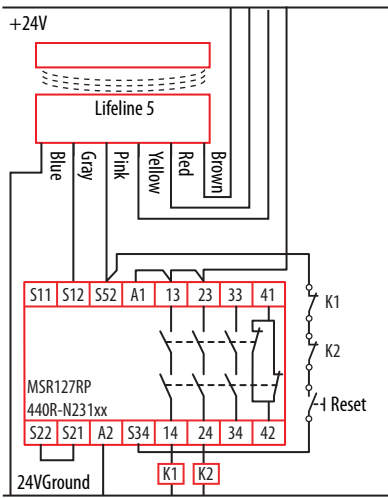 +24V
Lifeline 5
Blue
Gray
Pink
Yellow
Red
Brown
S11 S12 S52 A1 13 23 33 41
K1
K2
Reset
MSR127RP
440R-N231xx
S22 S21 A2 S34 14 24 34 42
K1 K2
24VGround